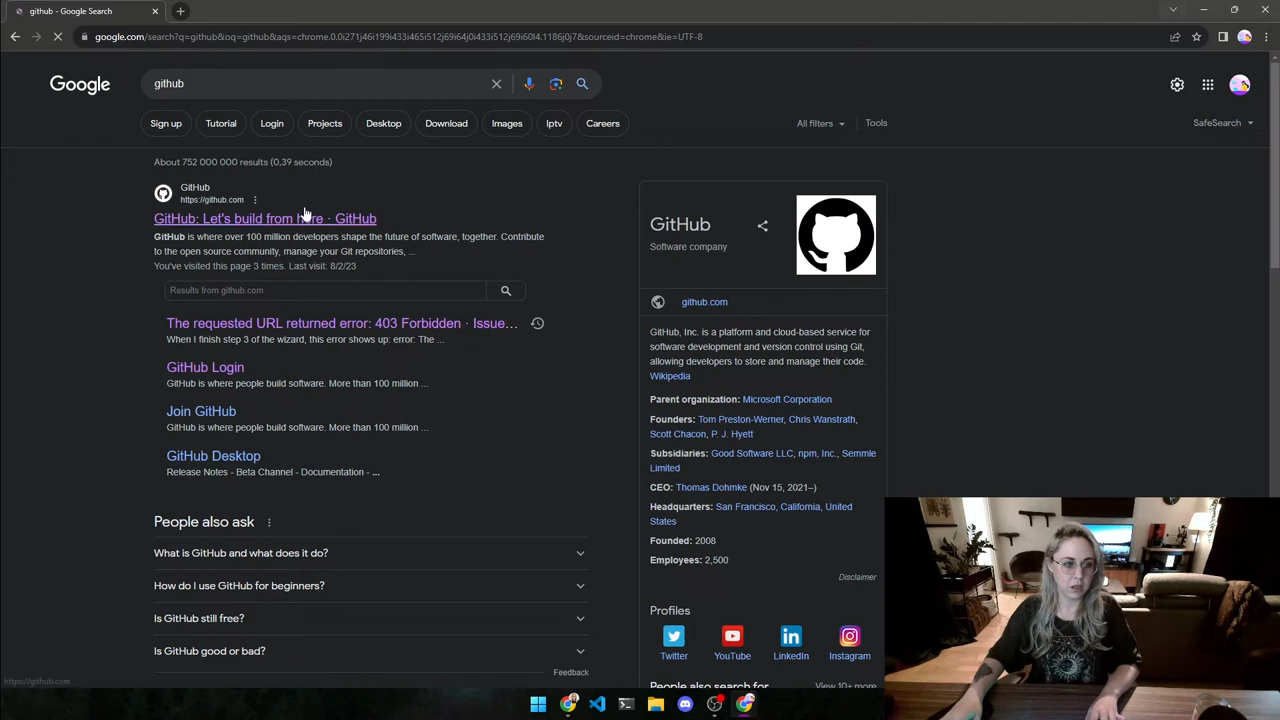 github - Google Search
google.com/search?q=github&oq=github&aqs=chrome.0.0i271j46i199i433i465i512j69i64j0i433i512j69i60l4.1186j0j7&sourceid=chrome&ie=UTF-8
Google
github
Sign up
Tutorial
Login
Projects
Desktop
Download
Images
Iptv
Careers
All filters
Tools
SafeSearch
About 752 000 000 results (0,39 seconds)
GitHub
https://github.com
GitHub: Let's build from here · GitHub
GitHub is where over 100 million developers shape the future of software, together. Contribute
to the open source community, manage your Git repositories, ...
You've visited this page 3 times. Last visit: 8/2/23
Results from github.com
The requested URL returned error: 403 Forbidden · Issue...
When I finish step 3 of the wizard, this error shows up: error: The ...
GitHub Login
GitHub is where people build software. More than 100 million ...
Join GitHub
GitHub is where people build software. More than 100 million ...
GitHub Desktop
Release Notes - Beta Channel - Documentation - ...
People also ask
What is GitHub and what does it do?
How do I use GitHub for beginners?
Is GitHub still free?
Is GitHub good or bad?
Feedback
GitHub
Software company
github.com
GitHub, Inc. is a platform and cloud-based service for
software development and version control using Git,
allowing developers to store and manage their code.
Wikipedia
Parent organization: Microsoft Corporation
Founders: Tom Preston-Werner, Chris Wanstrath,
Scott Chacon, P. J. Hyett
Subsidiaries: Good Software LLC, npm, Inc., Semmle
Limited
CEO: Thomas Dohmke (Nov 15, 2021–)
Headquarters: San Francisco, California, United
States
Founded: 2008
Employees: 2,500
Disclaimer
Profiles
Twitter
YouTube
LinkedIn
Instagram
People also search for
View 10+ more
https://github.com